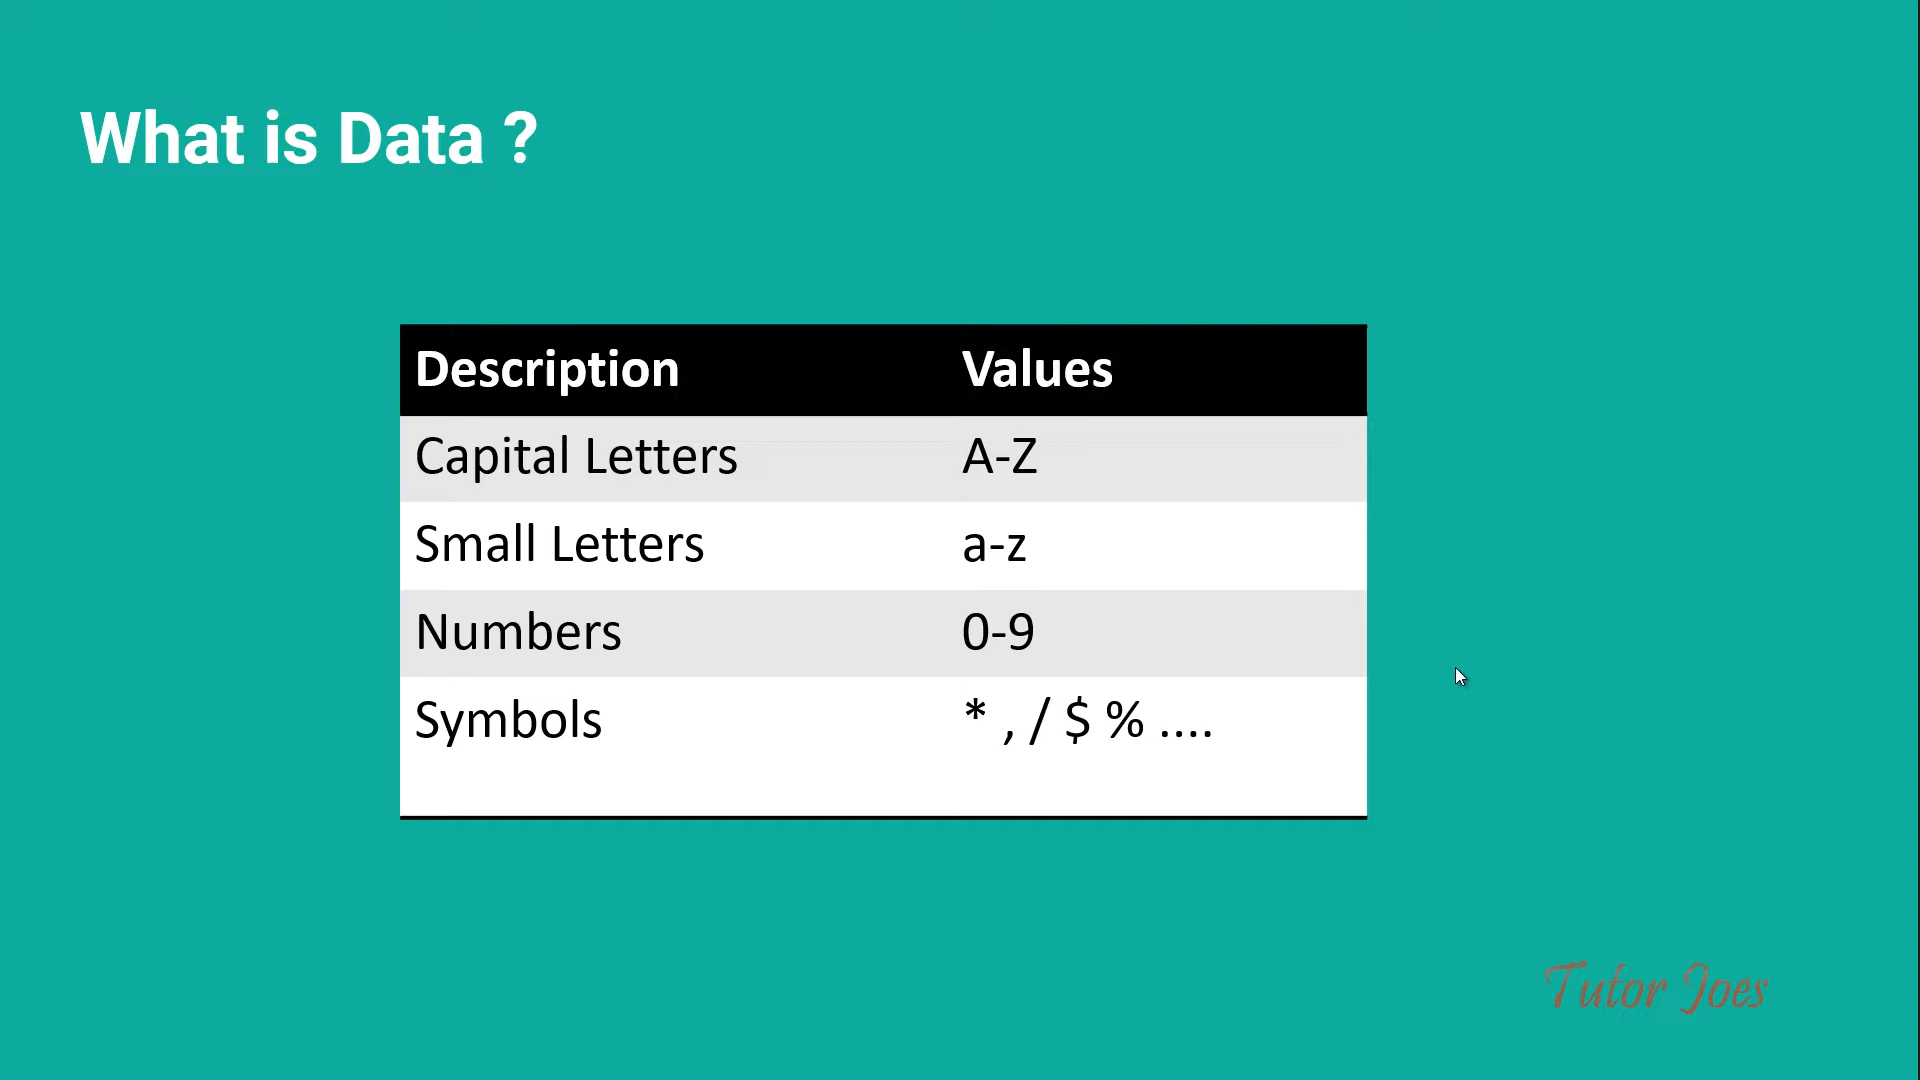 What is Data ?
Description Values
Capital Letters A-Z
Small Letters a-z
Numbers 0-9
Symbols * , / $ % ....
Tutor Joes